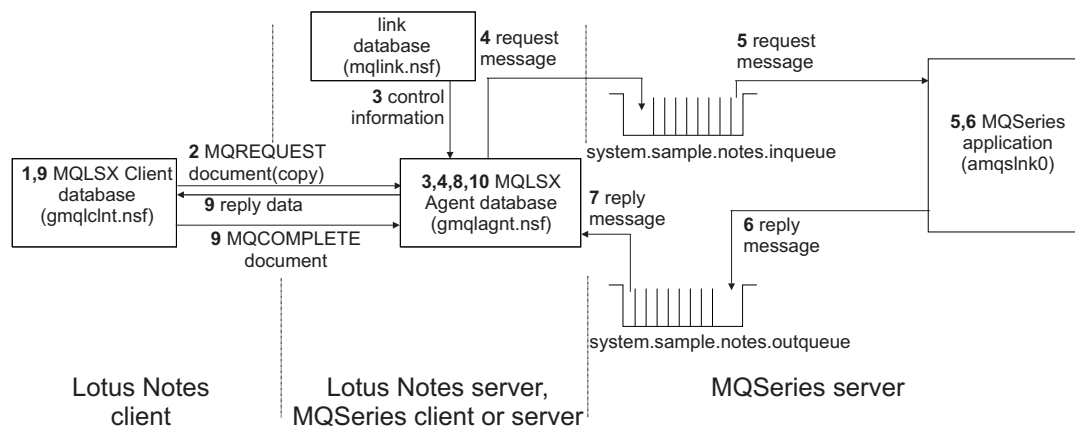 link
database
(mqlink.nsf)
4 request
message
5 request
message
3 control
information
system.sample.notes.inqueue
5,6 MQSeries
application
(amqslnk0)
1,9 MQLSX Client
database
(gmqlclnt.nsf)
2 MQREQUEST
document(copy)
9 reply data
9 MQCOMPLETE
document
3,4,8,10 MQLSX
Agent database
(gmqlagnt.nsf)
7 reply
message
6 reply
message
system.sample.notes.outqueue
Lotus Notes
client
Lotus Notes server,
MQSeries client or server
MQSeries server